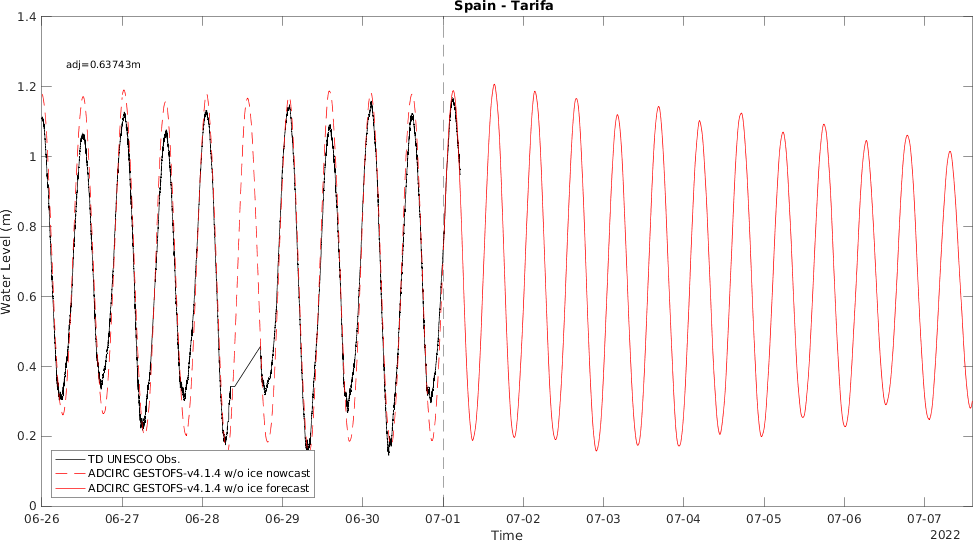 Spain - Tarifa
1.4
adj=0.63743m
1.2
1
0.8
0.6
0.4
0.2
0
Water Level (m)
TD UNESCO Obs.
ADCIRC GESTOFS-v4.1.4 w/o ice nowcast
ADCIRC GESTOFS-v4.1.4 w/o ice forecast
06-26 06-27 06-28 06-29 06-30 07-01 07-02 07-03 07-04 07-05 07-06 07-07
Time
2022